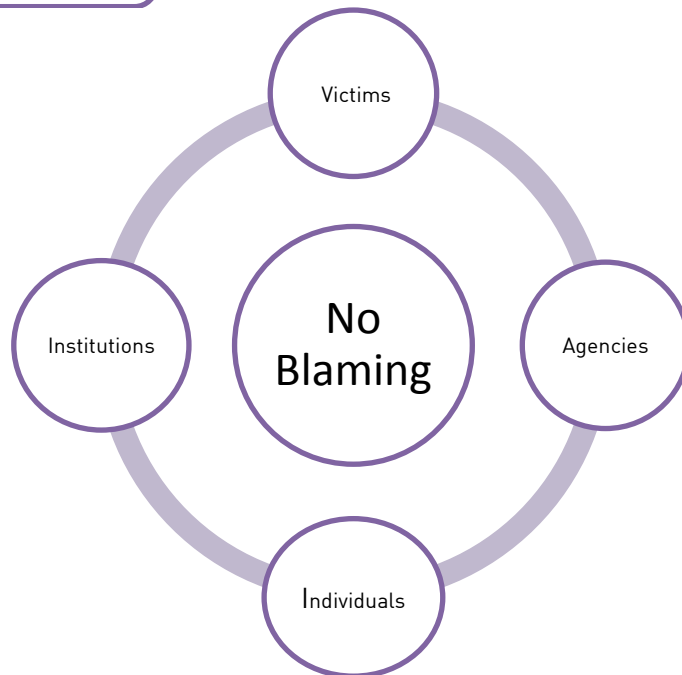 Victims
No
Blaming
Institutions
Agencies
Individuals